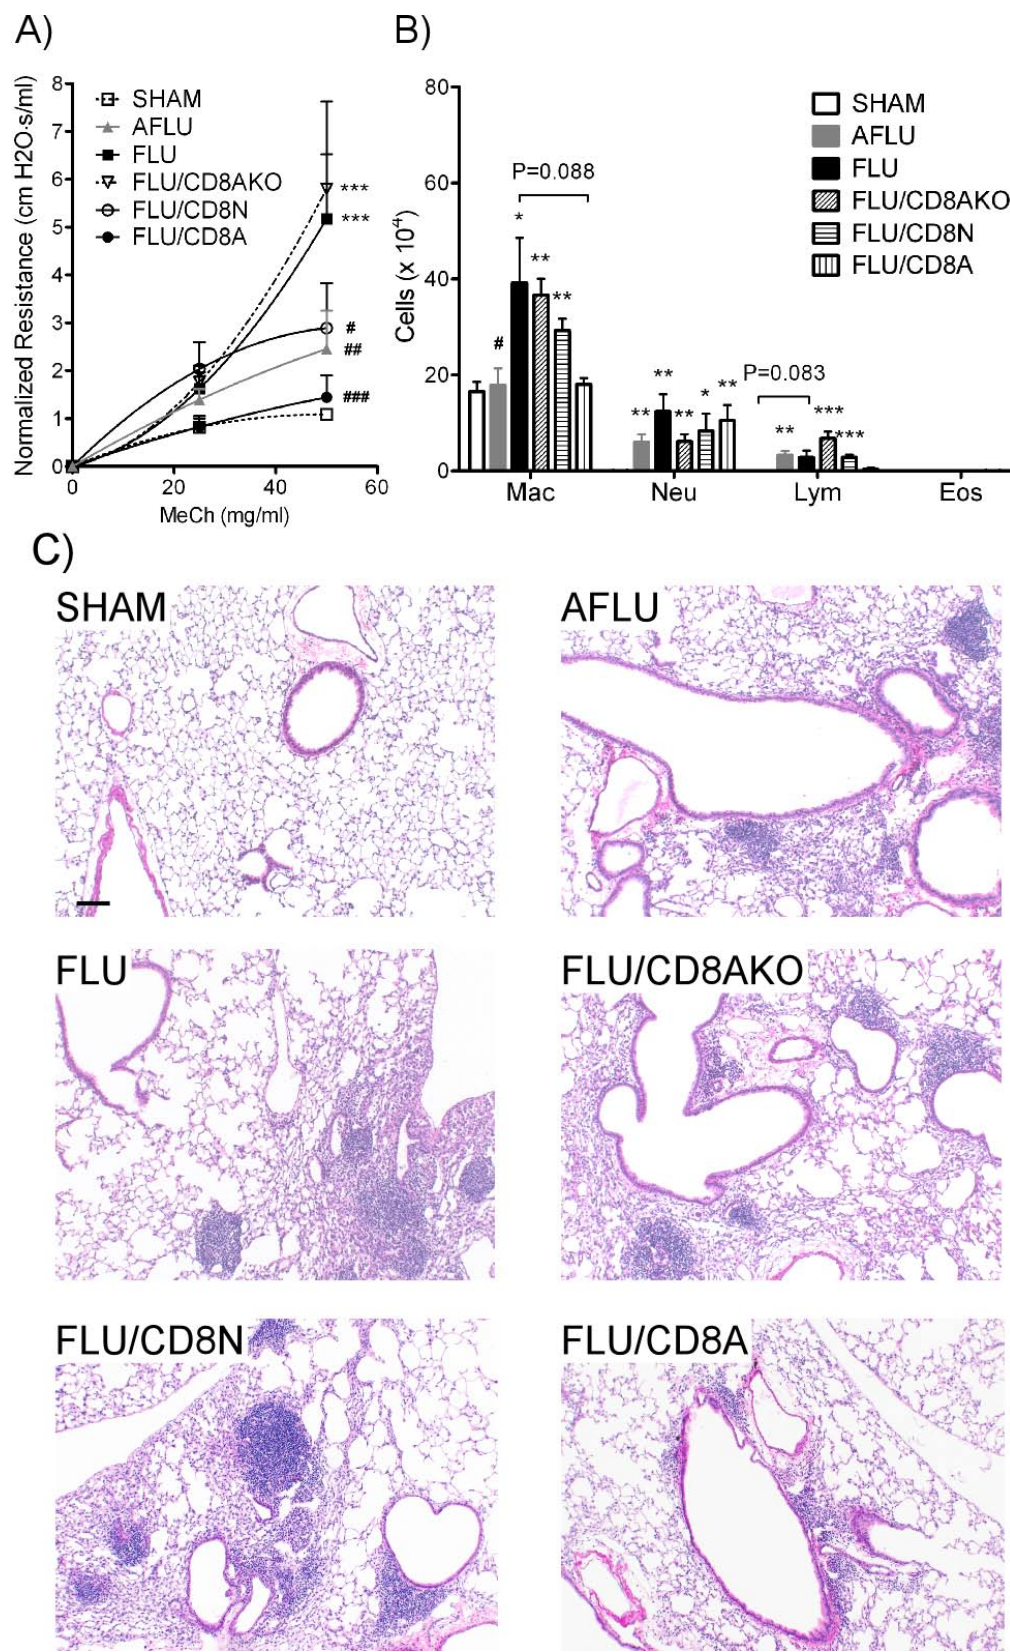 A)
Normalized Resistance (cm H2O·s/ml)
8
7
6
5
4
3
2
1
0
0 20 40 60
MeCh (mg/ml)
SHAM
AFLU
FLU
FLU/CD8AKO
FLU/CD8N
FLU/CD8A
***
***
#
##
###
B)
Cells (x 10⁴)
80
60
40
20
0
P=0.088
#
*
**
**
**
**
**
*
**
P=0.083
**
***
***
Mac Neu Lym Eos
SHAM
AFLU
FLU
FLU/CD8AKO
FLU/CD8N
FLU/CD8A
C)
SHAM
AFLU
FLU
FLU/CD8AKO
FLU/CD8N
FLU/CD8A